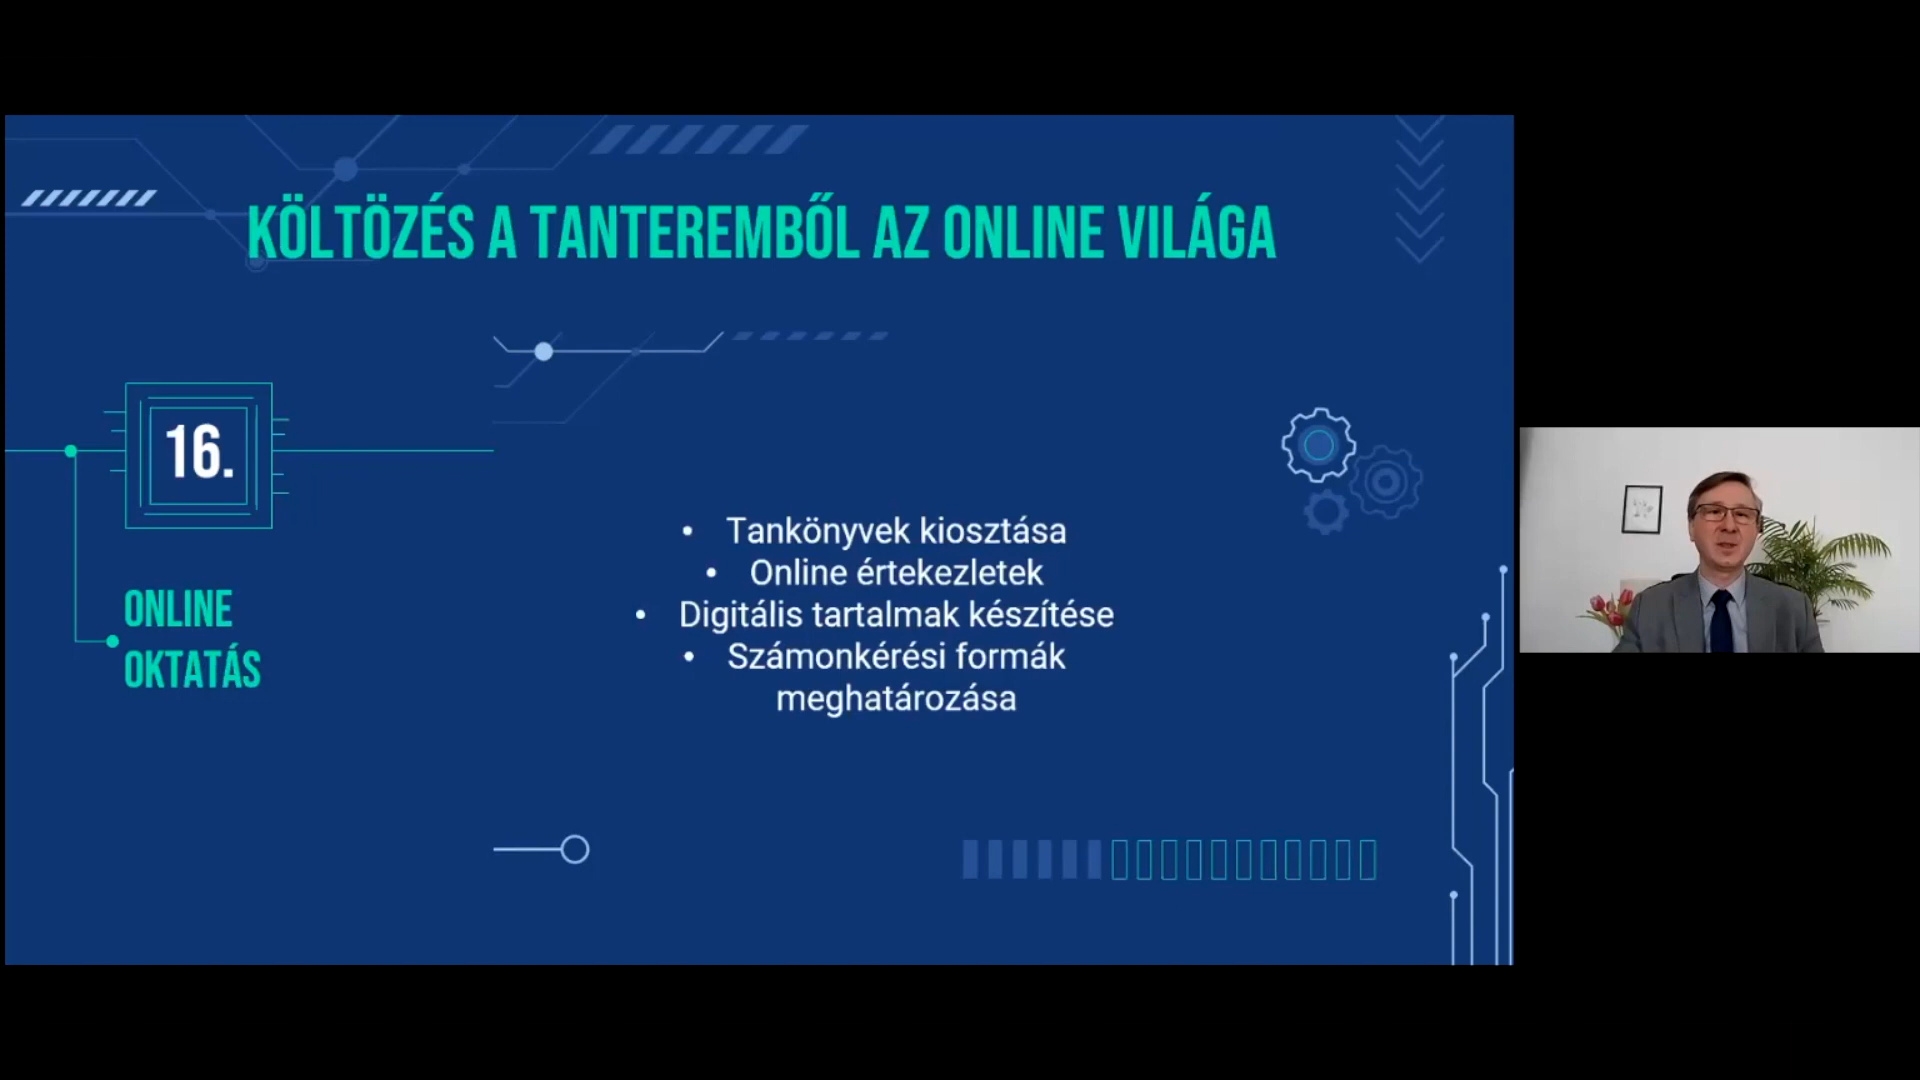 KÖLTÖZÉS A TANTEREMBŐL AZ ONLINE VILÁGA
16.
ONLINE
OKTATÁS
• Tankönyvek kiosztása
• Online értekezletek
• Digitális tartalmak készítése
• Számonkérési formák
meghatározása